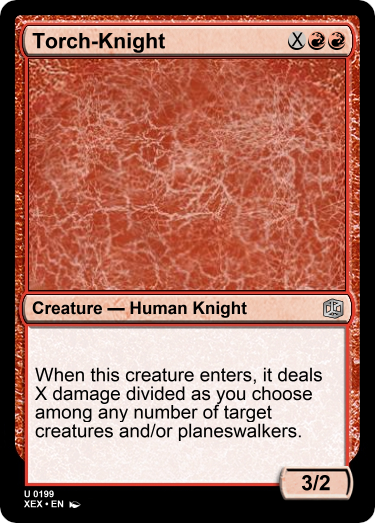 Torch-Knight X
Creature — Human Knight
When this creature enters, it deals
X damage divided as you choose
among any number of target
creatures and/or planeswalkers.
3/2
U 0199
XEX • EN